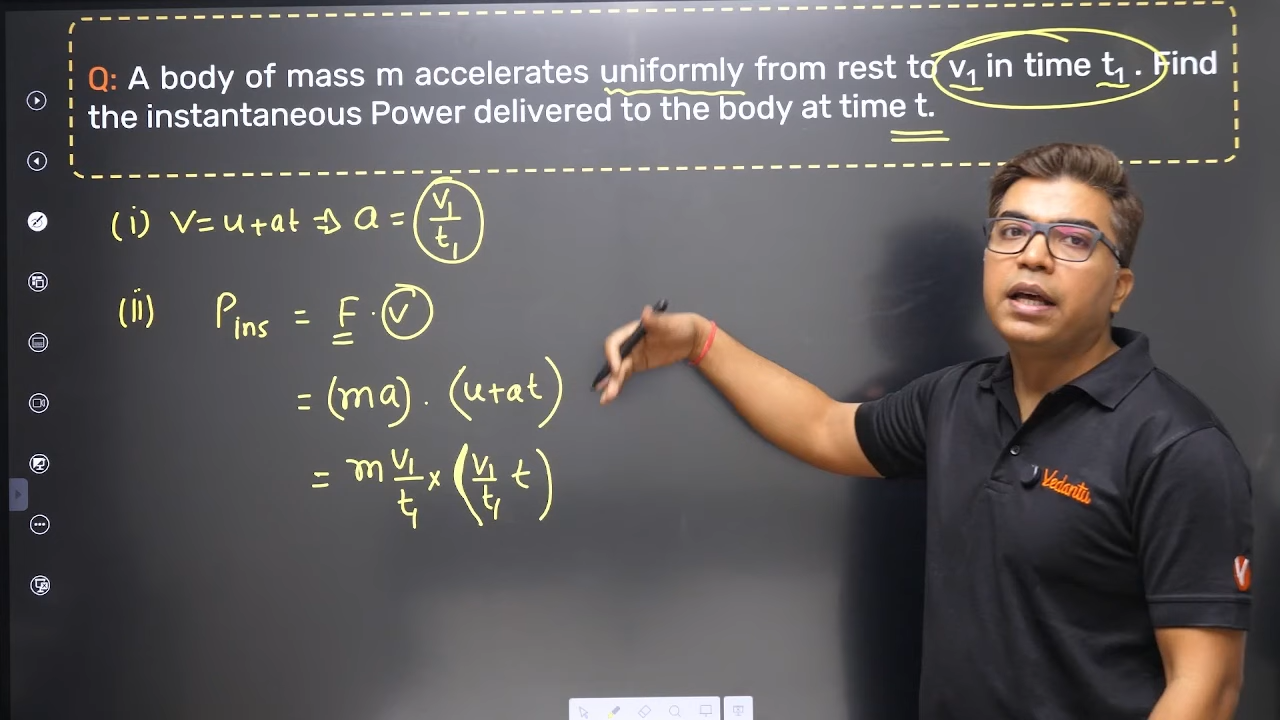 Q: A body of mass m accelerates uniformly from rest to v₁ in time t₁. Find
the instantaneous Power delivered to the body at time t.
(i) v = u + at ⇒ a = v₁/t₁
(ii) P_ins = F · v
= (ma) · (u+at)
= m v₁/t₁ × (v₁/t₁ t)
Vedantu
V